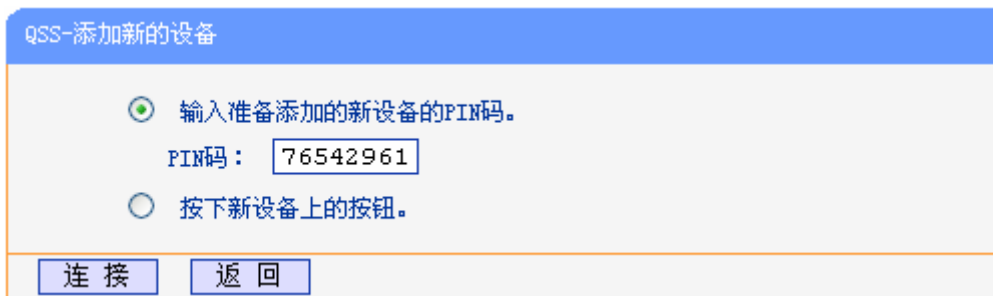 QSS-添加新的设备
输入准备添加的新设备的PIN码。
PIN码： 76542961
按下新设备上的按钮。
连 接 返 回